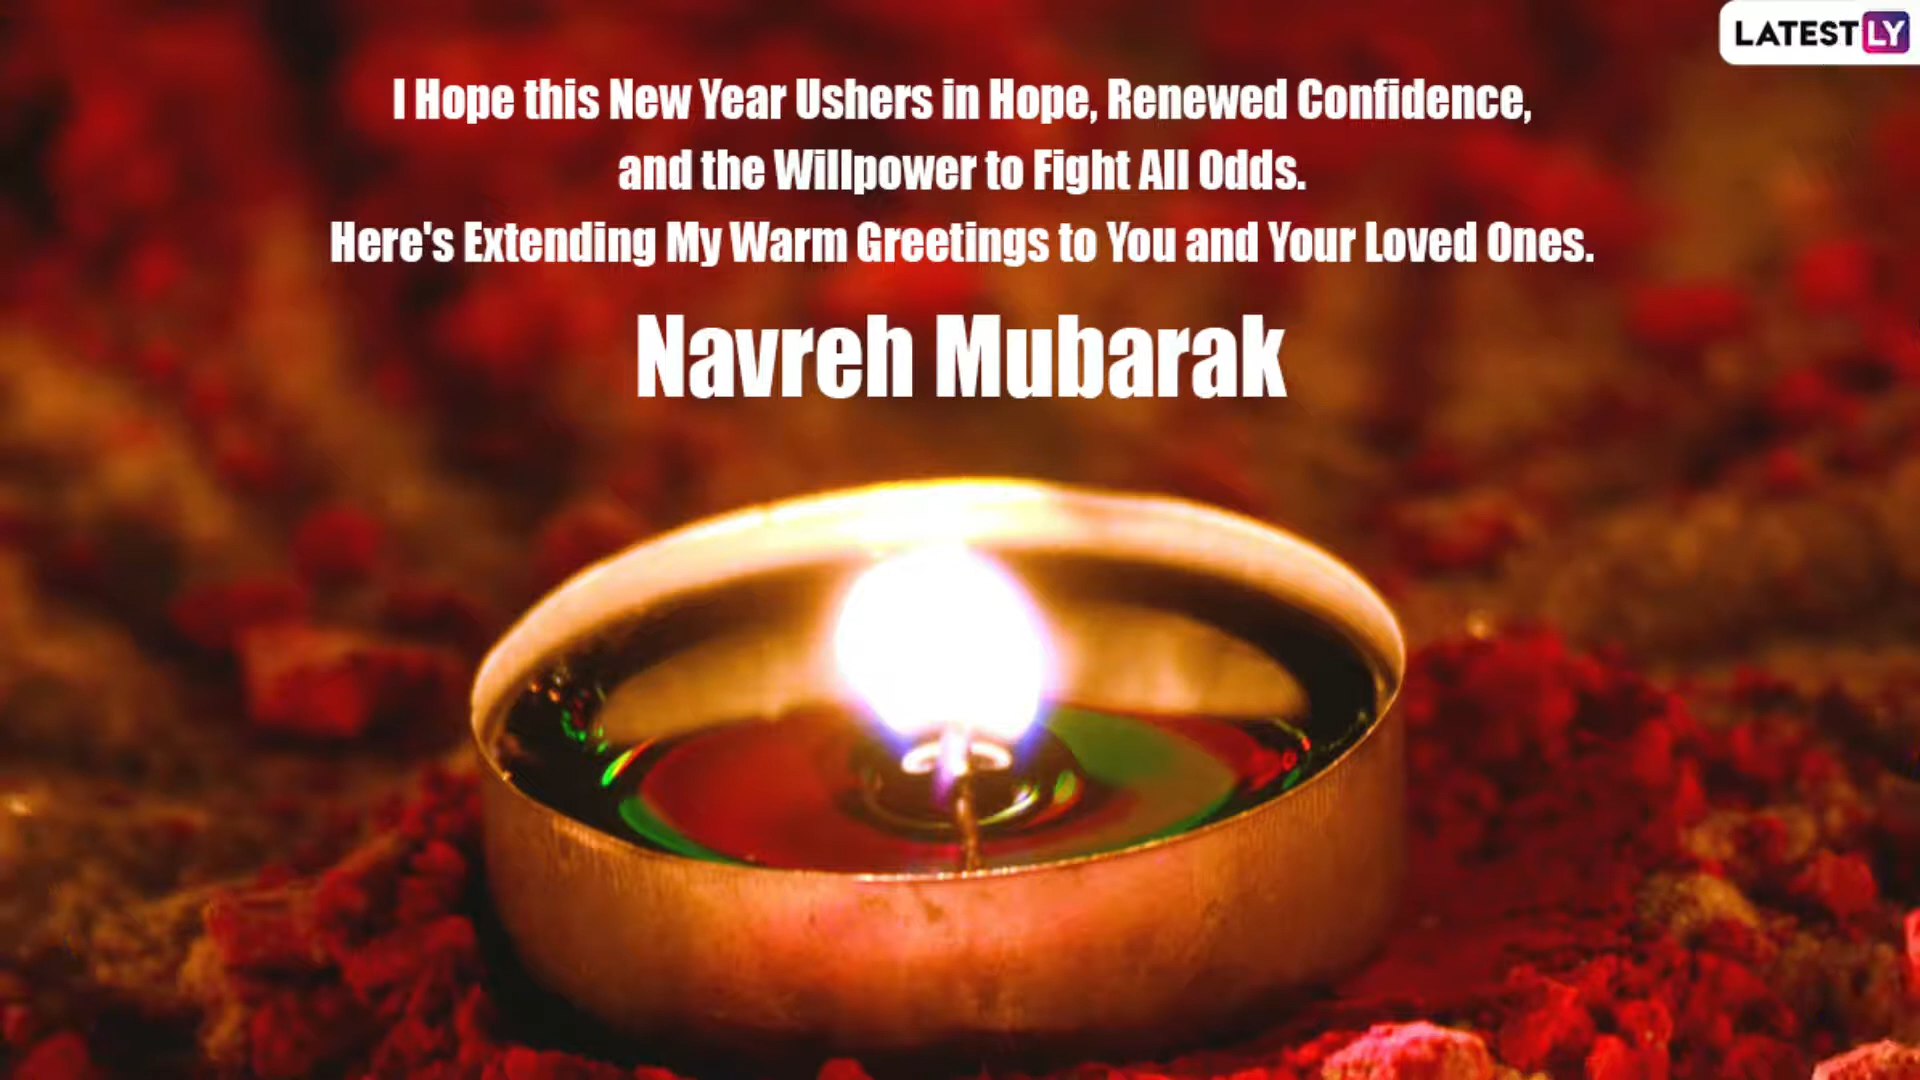 LATESTLY
I Hope this New Year Ushers in Hope, Renewed Confidence,
and the Willpower to Fight All Odds.
Here's Extending My Warm Greetings to You and Your Loved Ones.
Navreh Mubarak